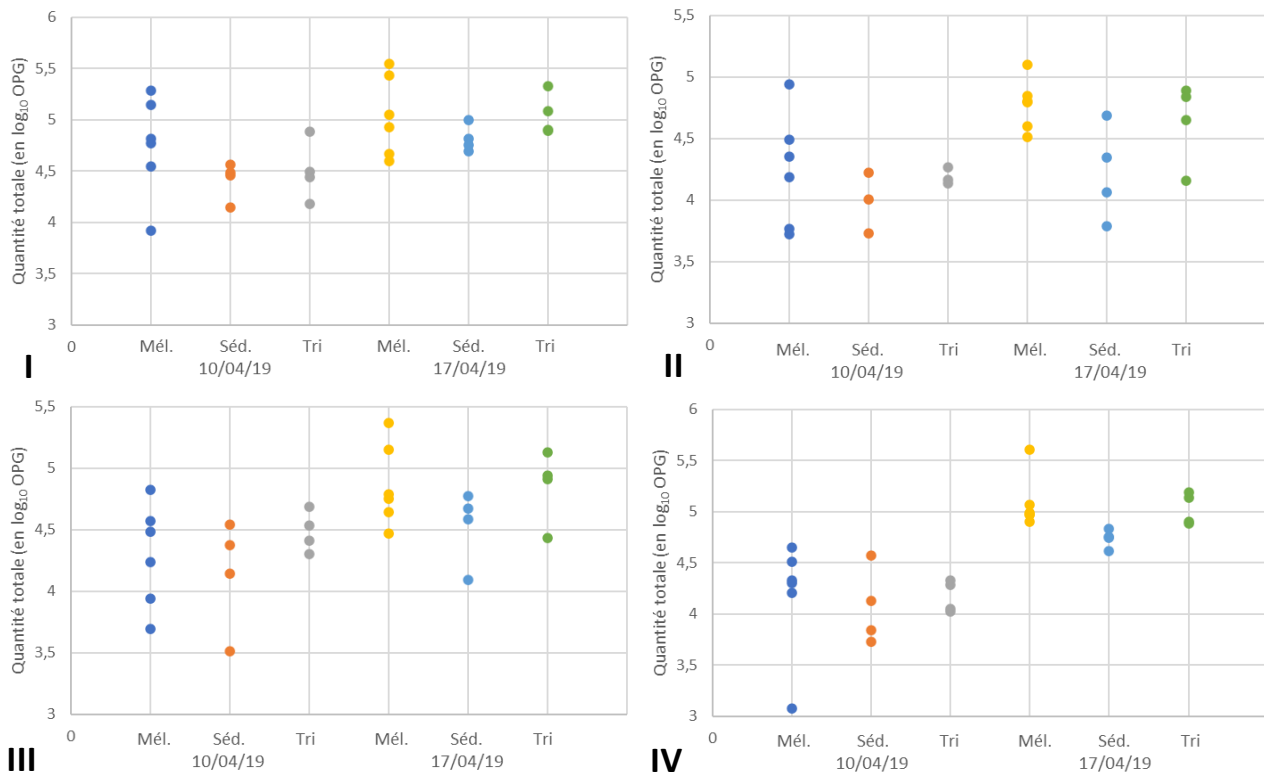 Quantité totale (en log₁₀ OPG)
6
5,5
5
4,5
4
3,5
3
0
Mél.
Séd.
Tri
Mél.
Séd.
Tri
10/04/19
17/04/19
I
Quantité totale (en log₁₀ OPG)
5,5
5
4,5
4
3,5
3
0
Mél.
Séd.
Tri
Mél.
Séd.
Tri
10/04/19
17/04/19
II
Quantité totale (en log₁₀ OPG)
5,5
5
4,5
4
3,5
3
0
Mél.
Séd.
Tri
Mél.
Séd.
Tri
10/04/19
17/04/19
III
Quantité totale (en log₁₀ OPG)
6
5,5
5
4,5
4
3,5
3
0
Mél.
Séd.
Tri
Mél.
Séd.
Tri
10/04/19
17/04/19
IV